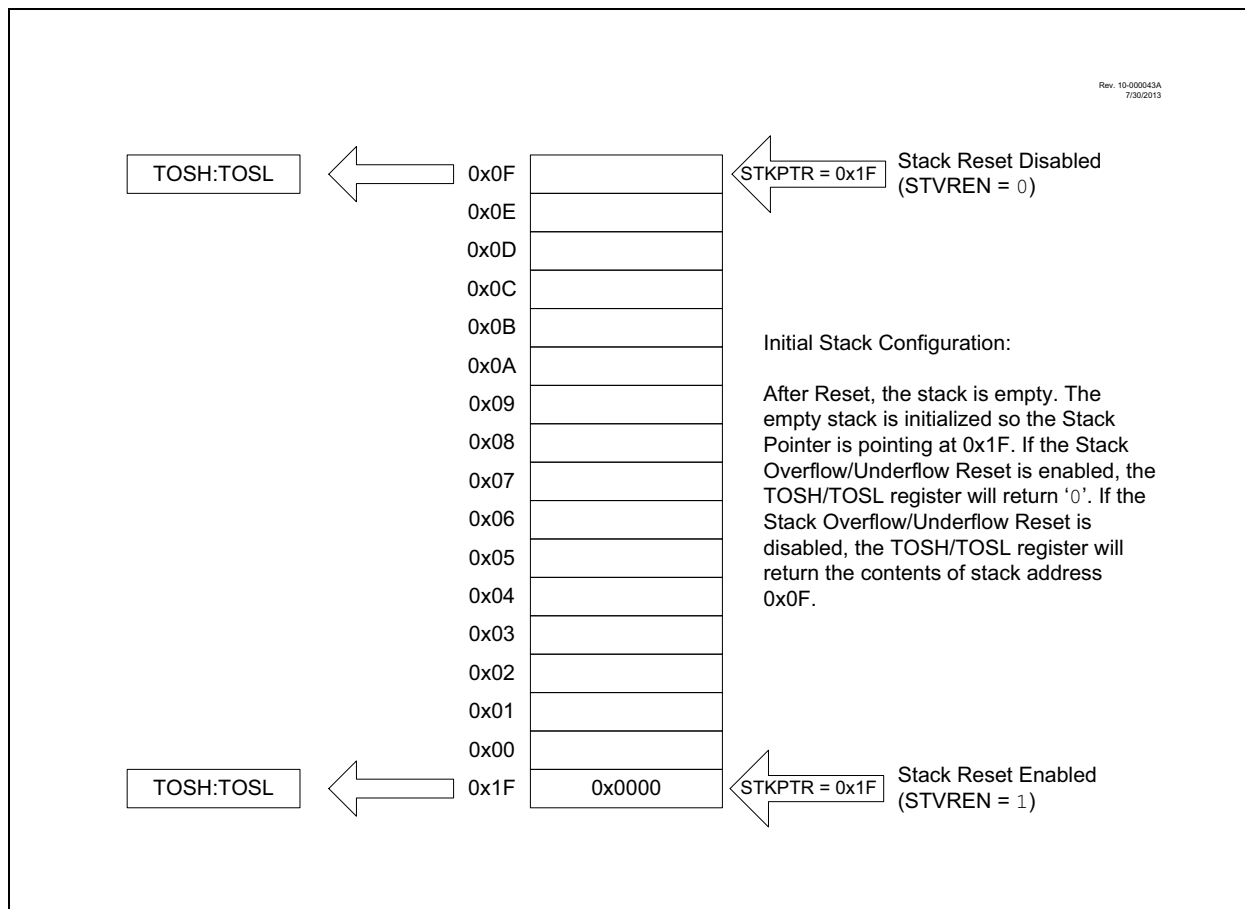 Rev. 10-000043A
7/30/2013
TOSH:TOSL
0x0F
STKPTR = 0x1F
Stack Reset Disabled
(STVREN = 0)
0x0E
0x0D
0x0C
0x0B
0x0A
0x09
0x08
0x07
0x06
0x05
0x04
0x03
0x02
0x01
0x00
Initial Stack Configuration:
After Reset, the stack is empty. The
empty stack is initialized so the Stack
Pointer is pointing at 0x1F. If the Stack
Overflow/Underflow Reset is enabled, the
TOSH/TOSL register will return ‘0’. If the
Stack Overflow/Underflow Reset is
disabled, the TOSH/TOSL register will
return the contents of stack address
0x0F.
TOSH:TOSL
0x1F
0x0000
STKPTR = 0x1F
Stack Reset Enabled
(STVREN = 1)